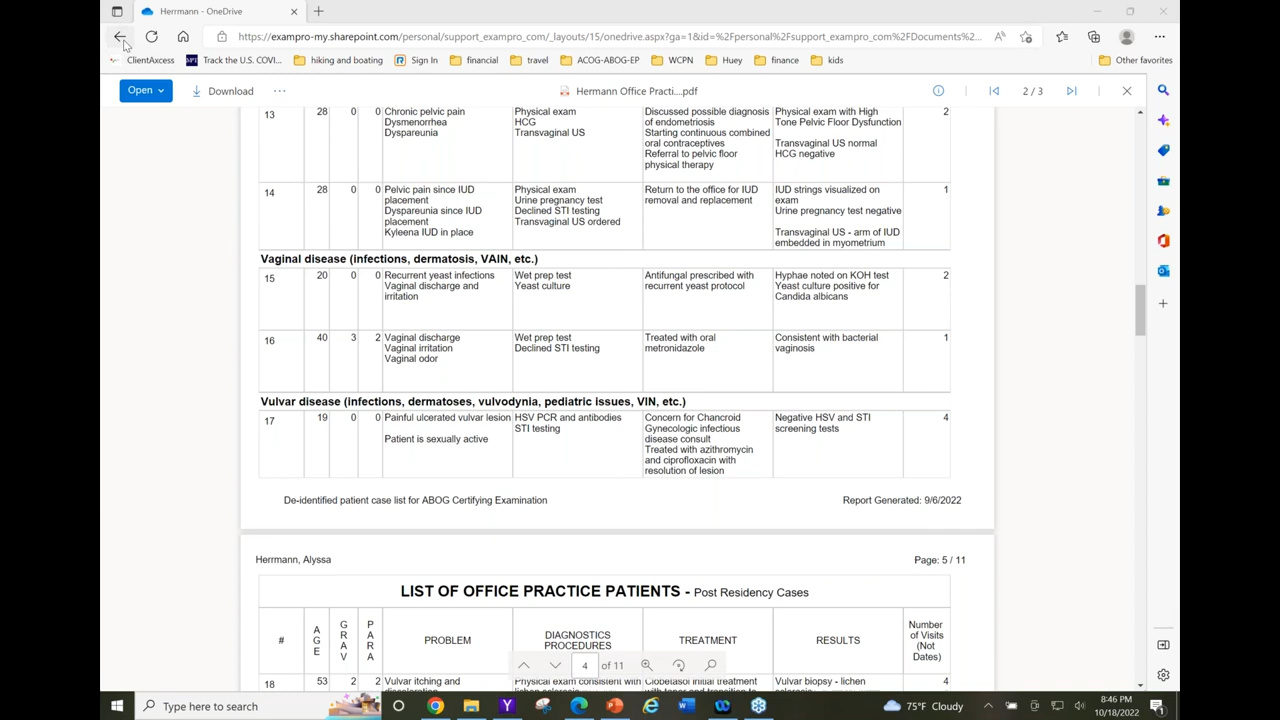 Herrmann - OneDrive
https://exampro-my.sharepoint.com/personal/support_exampro_com/_layouts/15/onedrive.aspx?ga=1&id=%2Fpersonal%2Fsupport_exampro_com%2FDocuments%2...
ClientAxcess Track the U.S. COVI... hiking and boating Sign In financial travel ACOG-ABOG-EP WCPN Huey finance kids Other favorites
Open Download ··· Hermann Office Practi....pdf 2 / 3
13 28 0 0 Chronic pelvic pain Physical exam Discussed possible diagnosis Physical exam with High 2
Dysmenorrhea HCG of endometriosis Tone Pelvic Floor Dysfunction
Dyspareunia Transvaginal US Starting continuous combined
oral contraceptives Transvaginal US normal
Referral to pelvic floor HCG negative
physical therapy
14 28 0 0 Pelvic pain since IUD Physical exam Return to the office for IUD IUD strings visualized on 1
placement Urine pregnancy test removal and replacement exam
Dyspareunia since IUD Declined STI testing Urine pregnancy test negative
placement Transvaginal US ordered
Kyleena IUD in place Transvaginal US - arm of IUD
embedded in myometrium
Vaginal disease (infections, dermatosis, VAIN, etc.)
15 20 0 0 Recurrent yeast infections Wet prep test Antifungal prescribed with Hyphae noted on KOH test 2
Vaginal discharge and Yeast culture recurrent yeast protocol Yeast culture positive for
irritation Candida albicans
16 40 3 2 Vaginal discharge Wet prep test Treated with oral Consistent with bacterial 1
Vaginal irritation Declined STI testing metronidazole vaginosis
Vaginal odor
Vulvar disease (infections, dermatoses, vulvodynia, pediatric issues, VIN, etc.)
17 19 0 0 Painful ulcerated vulvar lesion HSV PCR and antibodies Concern for Chancroid Negative HSV and STI 4
STI testing Gynecologic infectious screening tests
Patient is sexually active disease consult
Treated with azithromycin
and ciprofloxacin with
resolution of lesion
De-identified patient case list for ABOG Certifying Examination Report Generated: 9/6/2022
Herrmann, Alyssa Page: 5 / 11
LIST OF OFFICE PRACTICE PATIENTS - Post Residency Cases
# AGE GRAV PARA PROBLEM DIAGNOSTICS PROCEDURES TREATMENT RESULTS Number of Visits (Not Dates)
4 of 11
18 53 2 2 Vulvar itching and Physical exam consistent with Clobetasol initial treatment Vulvar biopsy - lichen 4
Type here to search
75°F Cloudy
8:46 PM
10/18/2022